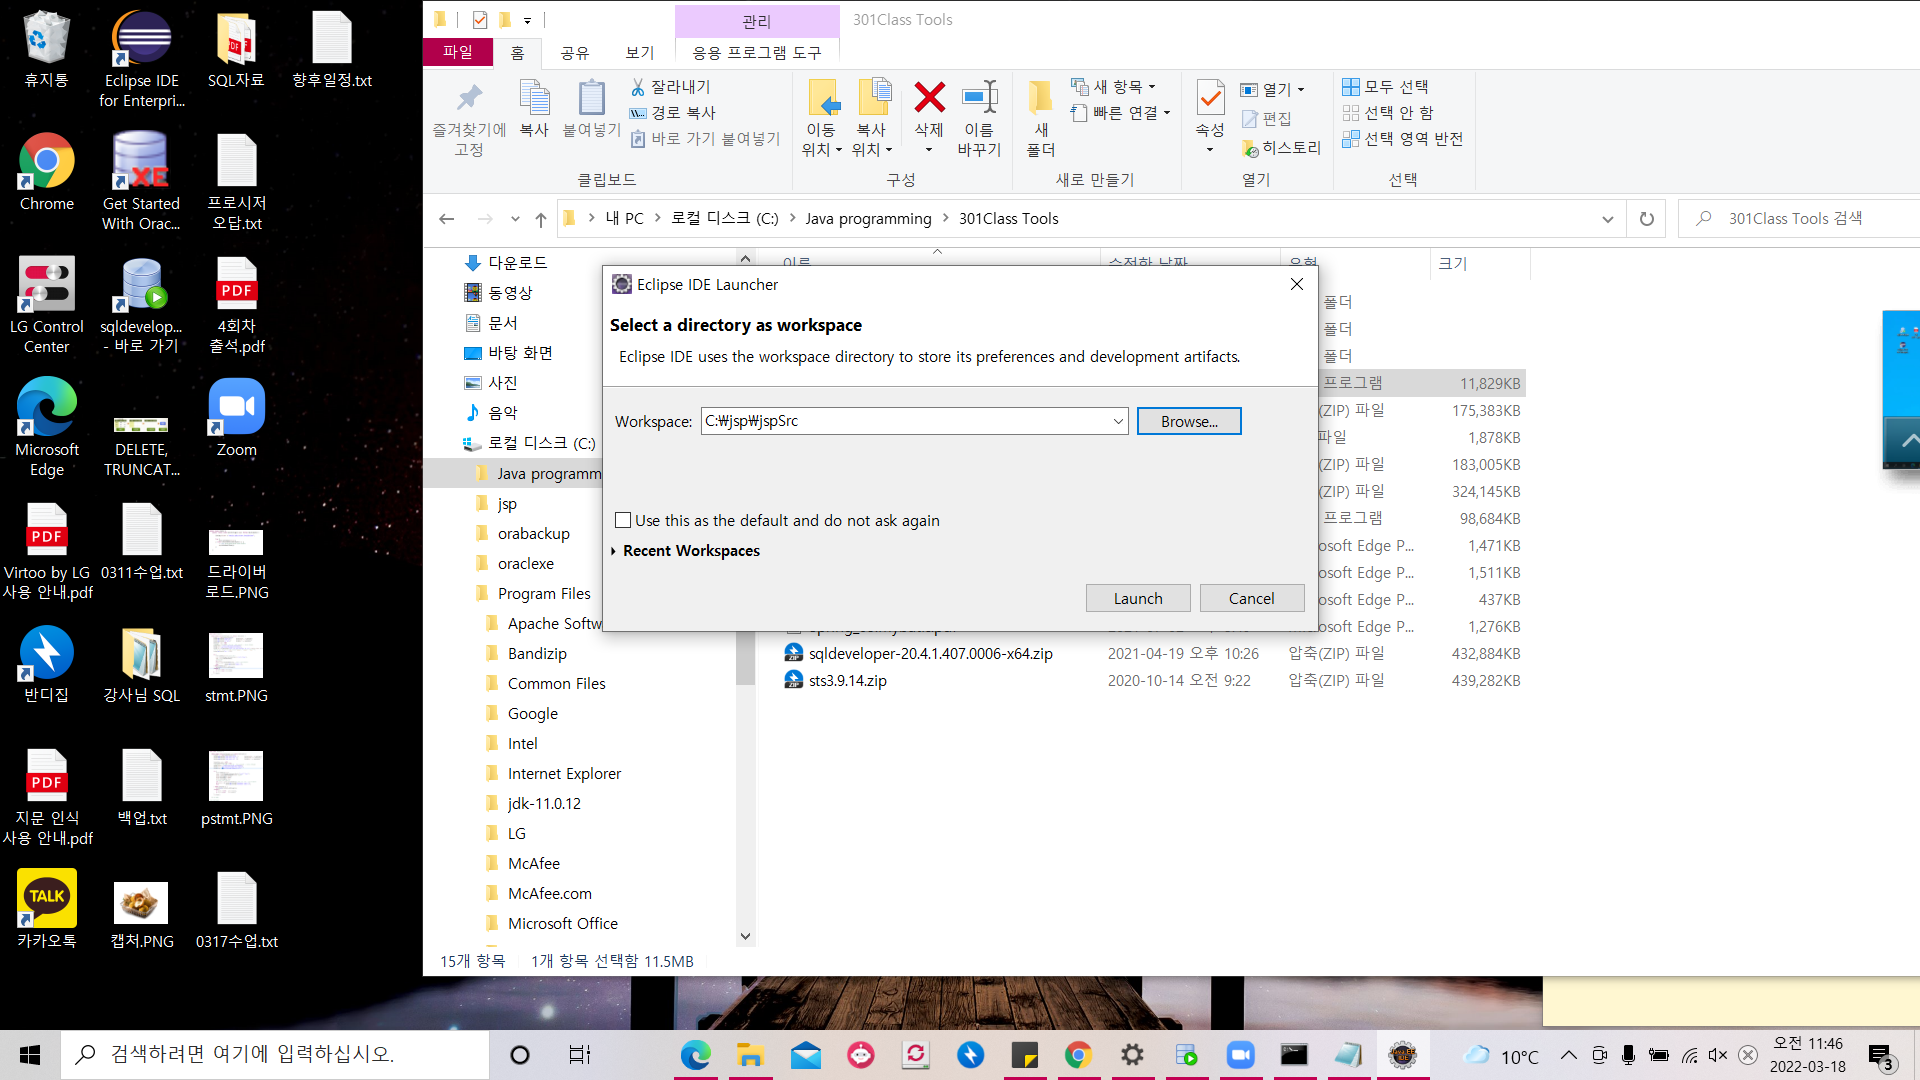 휴지통
Eclipse IDE
for Enterpri...
SQL자료
향후일정.txt
Chrome
Get Started
With Orac...
프로시저
오답.txt
LG Control
Center
sqldevelop...
- 바로 가기
4회차
출석.pdf
Microsoft
Edge
DELETE,
TRUNCAT...
Zoom
Virtoo by LG
사용 안내.pdf
0311수업.txt
드라이버
로드.PNG
반디집
강사님 SQL
stmt.PNG
지문 인식
사용 안내.pdf
백업.txt
pstmt.PNG
TALK
카카오톡
캡처.PNG
0317수업.txt
관리
301Class Tools
파일
홈
공유
보기
응용 프로그램 도구
즐겨찾기에
고정
복사
붙여넣기
잘라내기
경로 복사
바로 가기 붙여넣기
클립보드
이동
위치
복사
위치
삭제
이름
바꾸기
구성
새
폴더
새 항목
빠른 연결
새로 만들기
속성
열기
편집
히스토리
열기
모두 선택
선택 안 함
선택 영역 반전
선택
내 PC
로컬 디스크 (C:)
Java programming
301Class Tools
301Class Tools 검색
다운로드
동영상
문서
바탕 화면
사진
음악
로컬 디스크 (C:)
Java programm
jsp
orabackup
oraclexe
Program Files
Apache Softw
Bandizip
Common Files
Google
Intel
Internet Explorer
jdk-11.0.12
LG
McAfee
McAfee.com
Microsoft Office
이름
수정한 날짜
유형
크기
폴더
폴더
폴더
프로그램 11,829KB
(ZIP) 파일 175,383KB
파일 1,878KB
(ZIP) 파일 183,005KB
(ZIP) 파일 324,145KB
프로그램 98,684KB
osoft Edge P... 1,471KB
osoft Edge P... 1,511KB
osoft Edge P... 437KB
osoft Edge P... 1,276KB
sqldeveloper-20.4.1.407.0006-x64.zip 2021-04-19 오후 10:26 압축(ZIP) 파일 432,884KB
sts3.9.14.zip 2020-10-14 오전 9:22 압축(ZIP) 파일 439,282KB
Eclipse IDE Launcher
Select a directory as workspace
Eclipse IDE uses the workspace directory to store its preferences and development artifacts.
Workspace:
C:₩jsp₩jspSrc
Browse...
Use this as the default and do not ask again
Recent Workspaces
Launch
Cancel
15개 항목
1개 항목 선택함 11.5MB
검색하려면 여기에 입력하십시오.
10°C
오전 11:46
2022-03-18
3